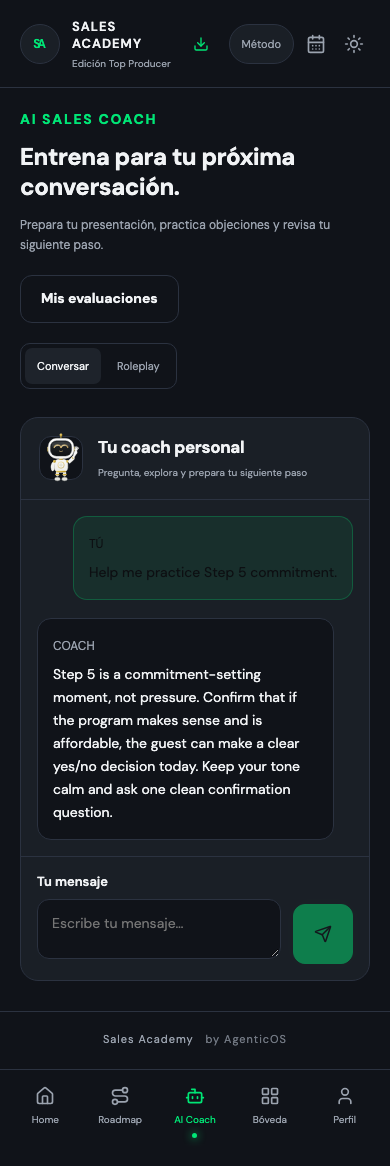 SA
SALES
ACADEMY
Edición Top Producer
Método
AI SALES COACH
Entrena para tu próxima
conversación.
Prepara tu presentación, practica objeciones y revisa tu
siguiente paso.
Mis evaluaciones
Conversar
Roleplay
Tu coach personal
Pregunta, explora y prepara tu siguiente paso
TÚ
Help me practice Step 5 commitment.
COACH
Step 5 is a commitment-setting
moment, not pressure. Confirm that if
the program makes sense and is
affordable, the guest can make a clear
yes/no decision today. Keep your tone
calm and ask one clean confirmation
question.
Tu mensaje
Escribe tu mensaje...
Sales Academy by AgenticOS
Home Roadmap AI Coach Bóveda Perfil